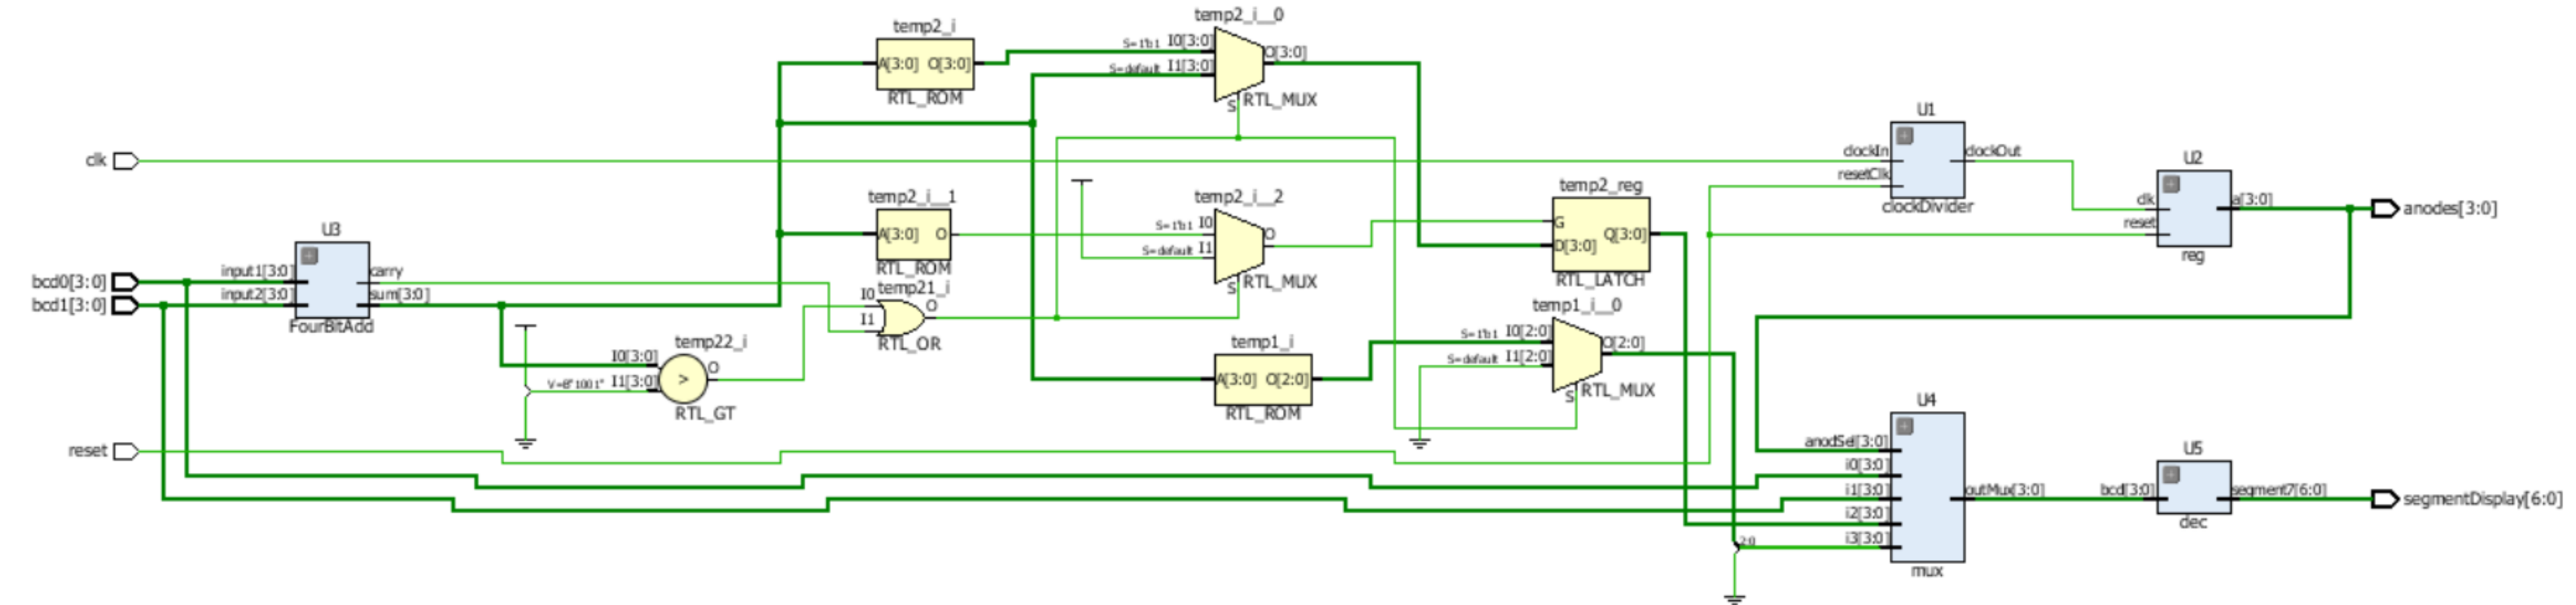 temp2_i
A[3:0] O[3:0]
RTL_ROM
temp2_i__0
S=1'b1 I0[3:0]
S=default I1[3:0]
O[3:0]
S
RTL_MUX
clk
temp2_i__1
A[3:0] O
RTL_ROM
temp2_i__2
S=1'b1 I0
S=default I1
O
S
RTL_MUX
temp2_reg
G
D[3:0]
Q[3:0]
RTL_LATCH
U1
clockIn
resetClk
clockOut
clockDivider
U2
clk
reset
a[3:0]
reg
anodes[3:0]
bcd0[3:0]
bcd1[3:0]
U3
input1[3:0]
input2[3:0]
carry
sum[3:0]
FourBitAdd
temp21_i
I0
I1
O
RTL_OR
temp22_i
I0[3:0]
V=B"1001" I1[3:0]
>
O
RTL_GT
temp1_i
A[3:0] O[2:0]
RTL_ROM
temp1_i__0
S=1'b1 I0[2:0]
S=default I1[2:0]
O[2:0]
S
RTL_MUX
reset
U4
anodSel[3:0]
i0[3:0]
i1[3:0]
i2[3:0]
i3[3:0]
2:0
outMux[3:0]
mux
U5
bcd[3:0]
segment7[6:0]
dec
segmentDisplay[6:0]